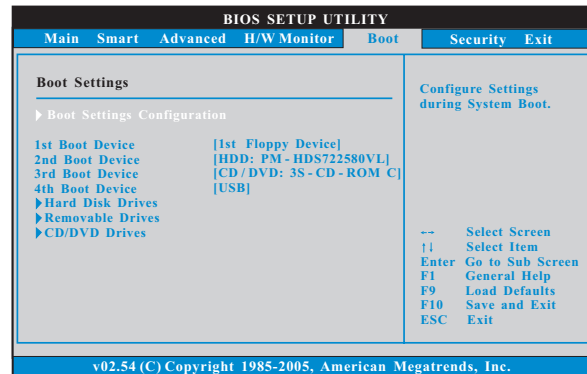 BIOS SETUP UTILITY
Main Smart Advanced H/W Monitor Boot Security Exit
Boot Settings
Boot Settings Configuration
1st Boot Device [1st Floppy Device]
2nd Boot Device [HDD: PM-HDS722580VL]
3rd Boot Device [CD/DVD: 3S-CD-ROM C]
4th Boot Device [USB]
Hard Disk Drives
Removable Drives
CD/DVD Drives
Configure Settings
during System Boot.
←→ Select Screen
↑↓ Select Item
Enter Go to Sub Screen
F1 General Help
F9 Load Defaults
F10 Save and Exit
ESC Exit
v02.54 (C) Copyright 1985-2005, American Megatrends, Inc.